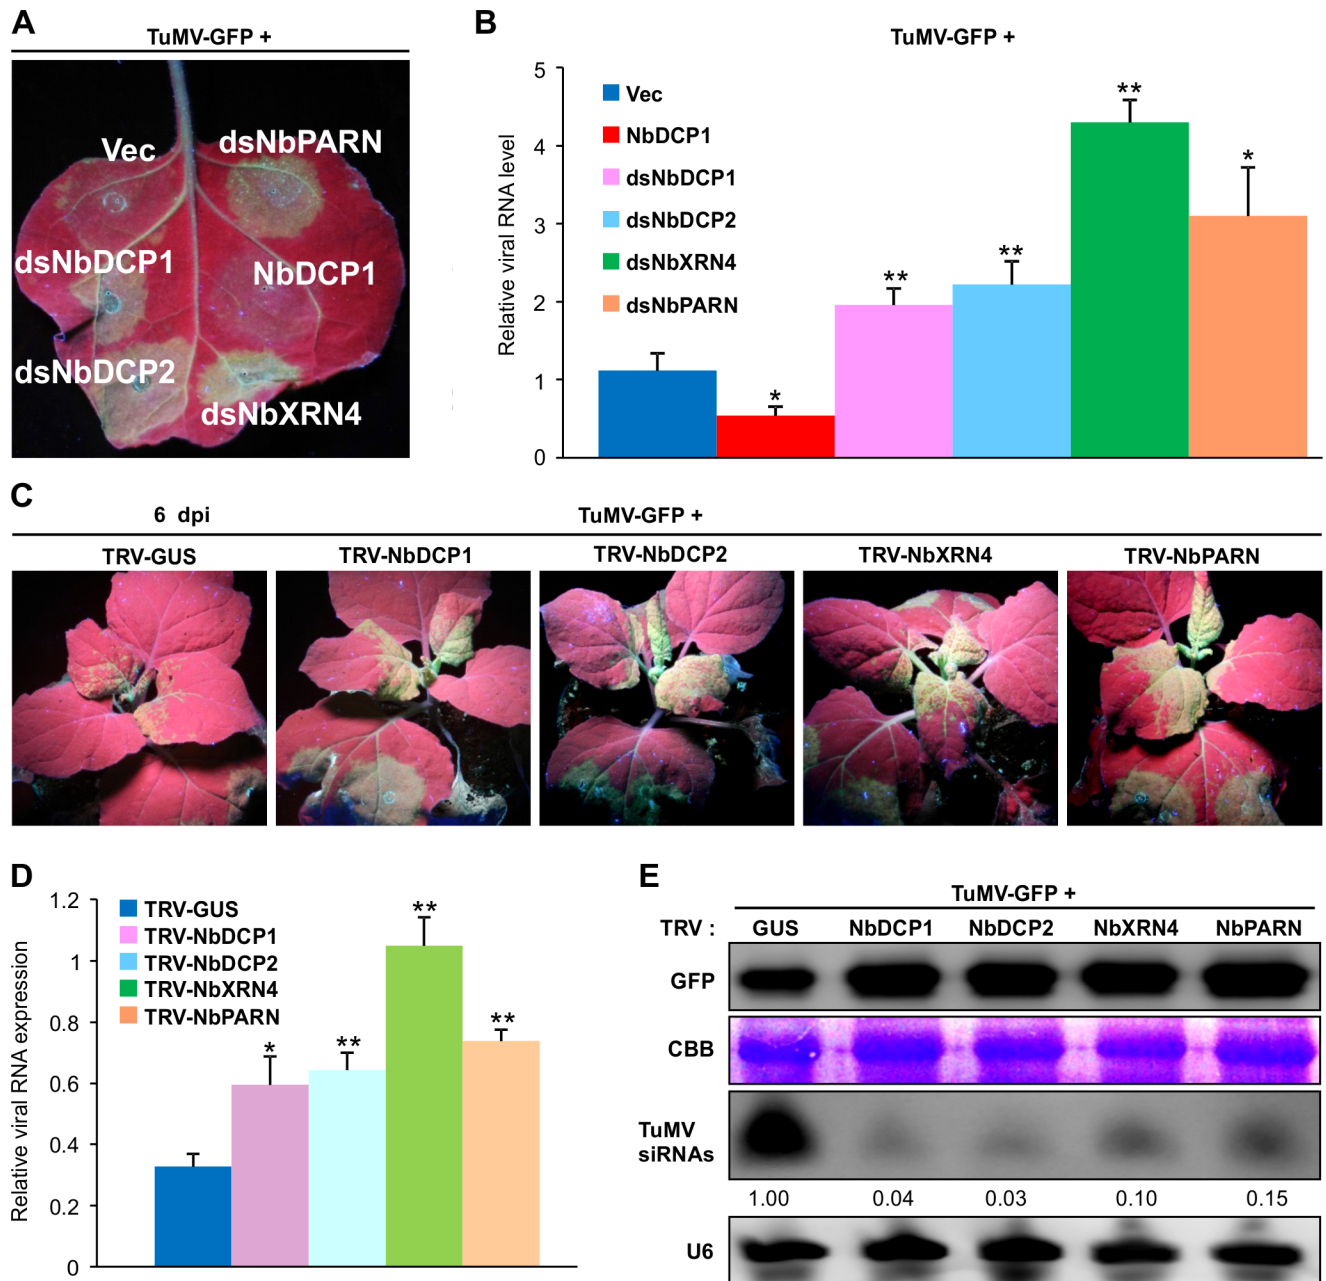 A
TuMV-GFP +
Vec
dsNbPARN
dsNbDCP1
NbDCP1
dsNbDCP2
dsNbXRN4
B
TuMV-GFP +
Relative viral RNA level
5
4
3
2
1
0
Vec
NbDCP1
dsNbDCP1
dsNbDCP2
dsNbXRN4
dsNbPARN
*
**
**
**
*
C
6 dpi
TuMV-GFP +
TRV-GUS
TRV-NbDCP1
TRV-NbDCP2
TRV-NbXRN4
TRV-NbPARN
D
Relative viral RNA expression
1.2
1
0.8
0.6
0.4
0.2
0
TRV-GUS
TRV-NbDCP1
TRV-NbDCP2
TRV-NbXRN4
TRV-NbPARN
*
**
**
**
E
TuMV-GFP +
TRV : GUS NbDCP1 NbDCP2 NbXRN4 NbPARN
GFP
CBB
TuMV
siRNAs
1.00 0.04 0.03 0.10 0.15
U6